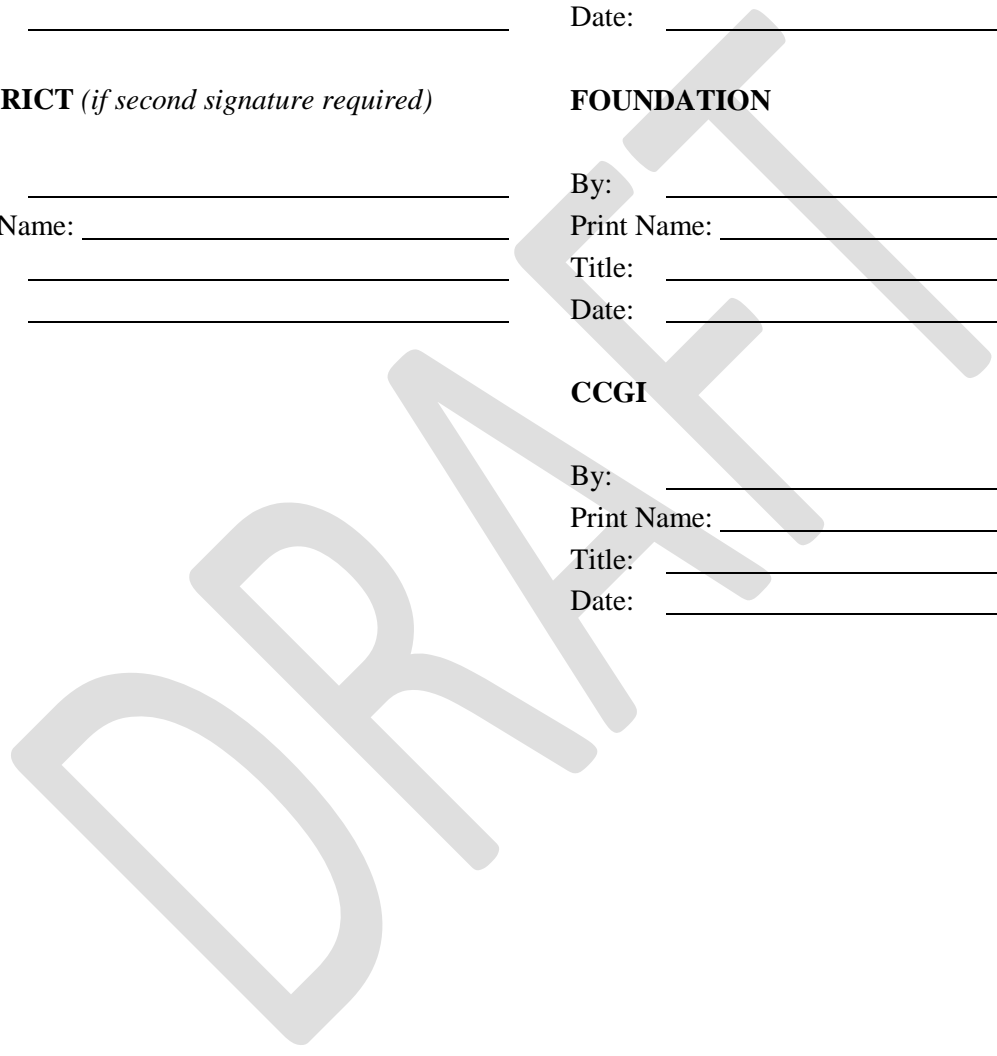 Date:
RICT (if second signature required)
FOUNDATION
By:
Name:
Print Name:
Title:
Date:
CCGI
By:
Print Name:
Title:
Date:
DRAFT